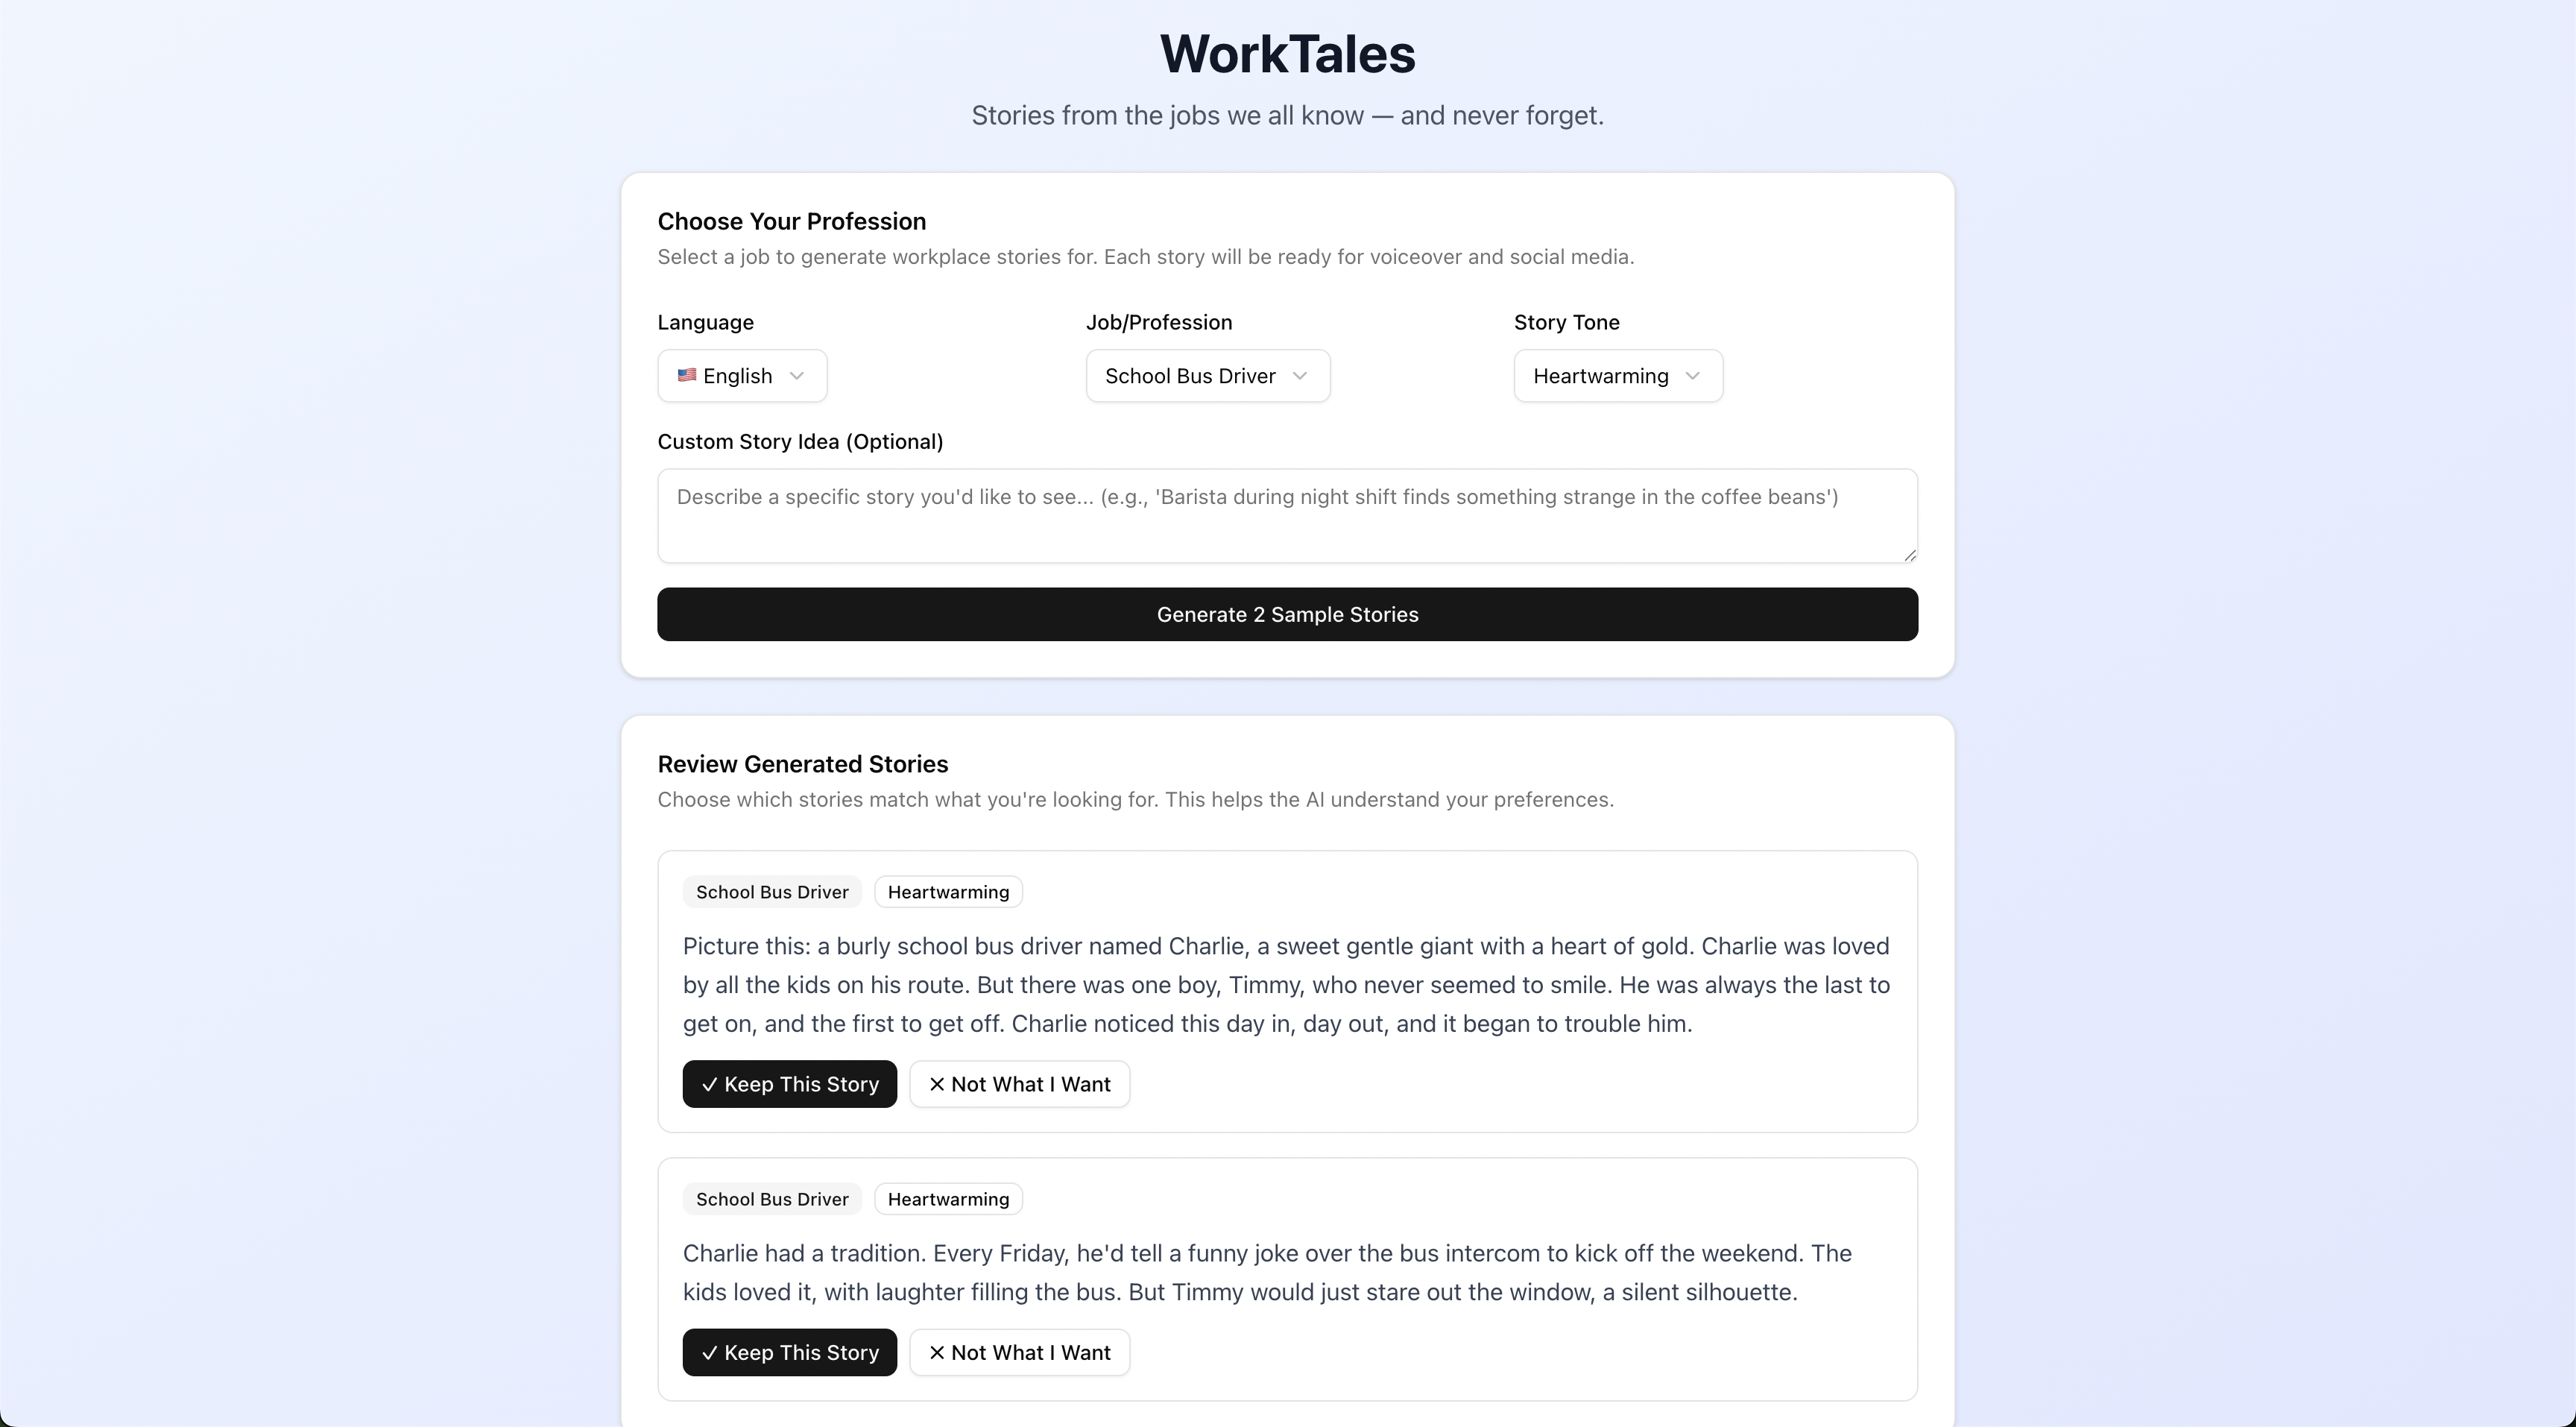 WorkTales
Stories from the jobs we all know — and never forget.
Choose Your Profession
Select a job to generate workplace stories for. Each story will be ready for voiceover and social media.
Language
Job/Profession
Story Tone
English
School Bus Driver
Heartwarming
Custom Story Idea (Optional)
Describe a specific story you'd like to see... (e.g., 'Barista during night shift finds something strange in the coffee beans')
Generate 2 Sample Stories
Review Generated Stories
Choose which stories match what you're looking for. This helps the AI understand your preferences.
School Bus Driver
Heartwarming
Picture this: a burly school bus driver named Charlie, a sweet gentle giant with a heart of gold. Charlie was loved
by all the kids on his route. But there was one boy, Timmy, who never seemed to smile. He was always the last to
get on, and the first to get off. Charlie noticed this day in, day out, and it began to trouble him.
✓ Keep This Story
✕ Not What I Want
School Bus Driver
Heartwarming
Charlie had a tradition. Every Friday, he'd tell a funny joke over the bus intercom to kick off the weekend. The
kids loved it, with laughter filling the bus. But Timmy would just stare out the window, a silent silhouette.
✓ Keep This Story
✕ Not What I Want